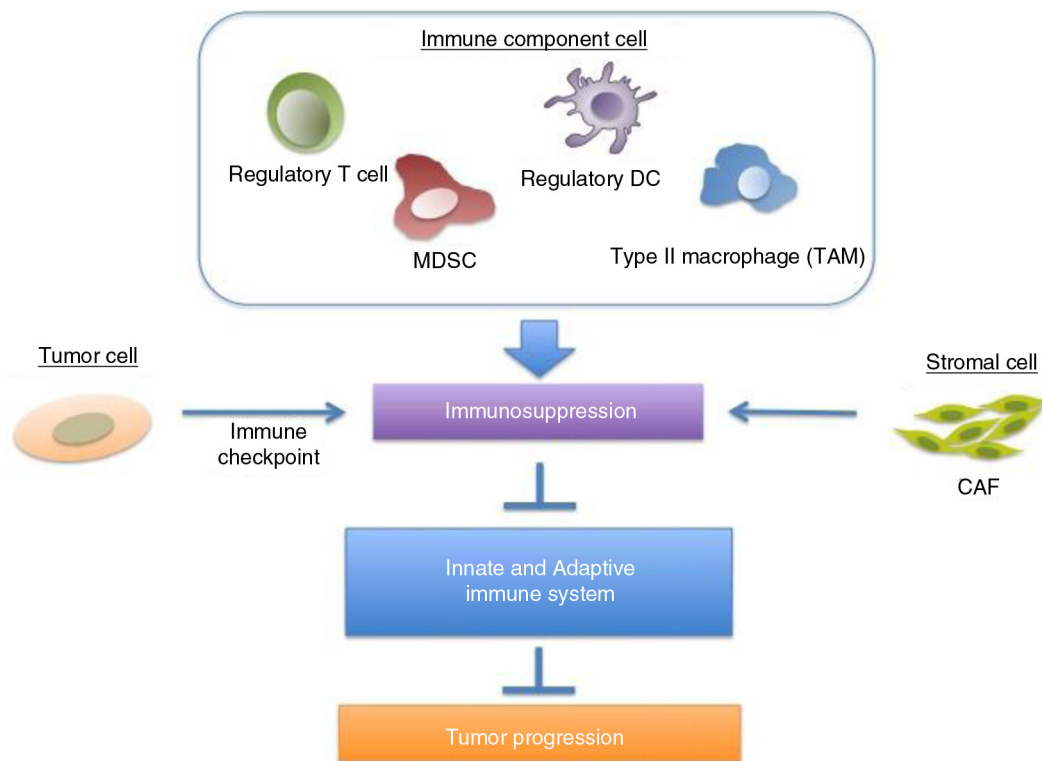 Immune component cell
Regulatory T cell
Regulatory DC
MDSC
Type II macrophage (TAM)
Tumor cell
Stromal cell
Immunosuppression
Immune
checkpoint
CAF
Innate and Adaptive
immune system
Tumor progression